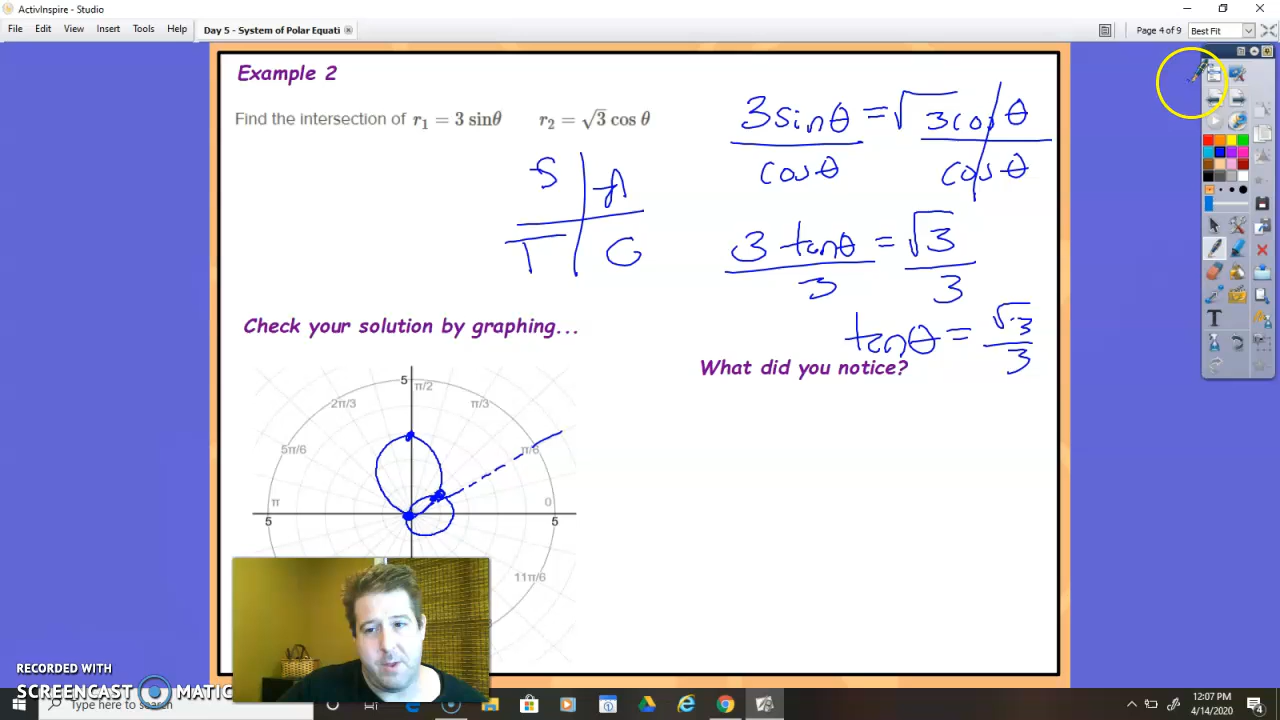 ActivInspire - Studio
File Edit View Insert Tools Help
Day 5 - System of Polar Equati
Page 4 of 9
Best Fit
Example 2
Find the intersection of r₁ = 3 sinθ r₂ = √3 cos θ
3sinθ = √3cosθ
cosθ cosθ
S A
T C
3 tanθ = √3
3 3
tanθ = √3
3
Check your solution by graphing...
What did you notice?
5 π/2
2π/3 π/3
5π/6 π/6
π 0
5 5
11π/6
RECORDED WITH
SCREENCAST MATIC
Type here to search
12:07 PM
4/14/2020